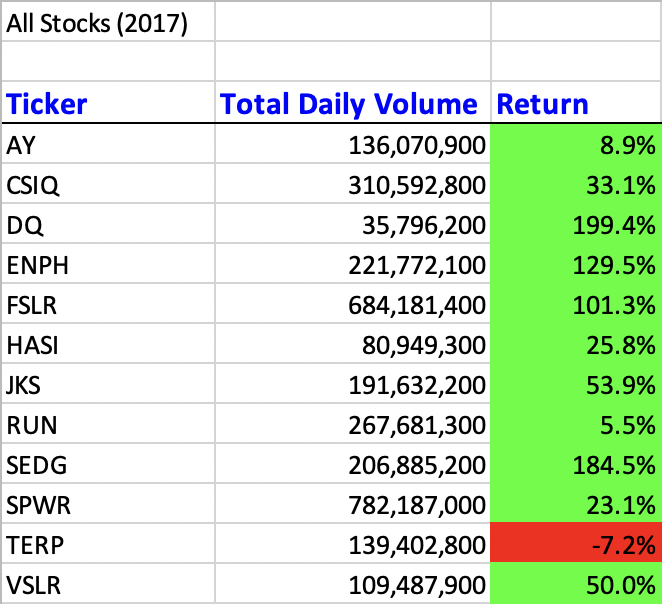 All Stocks (2017)
Ticker Total Daily Volume Return
AY 136,070,900 8.9%
CSIQ 310,592,800 33.1%
DQ 35,796,200 199.4%
ENPH 221,772,100 129.5%
FSLR 684,181,400 101.3%
HASI 80,949,300 25.8%
JKS 191,632,200 53.9%
RUN 267,681,300 5.5%
SEDG 206,885,200 184.5%
SPWR 782,187,000 23.1%
TERP 139,402,800 -7.2%
VSLR 109,487,900 50.0%